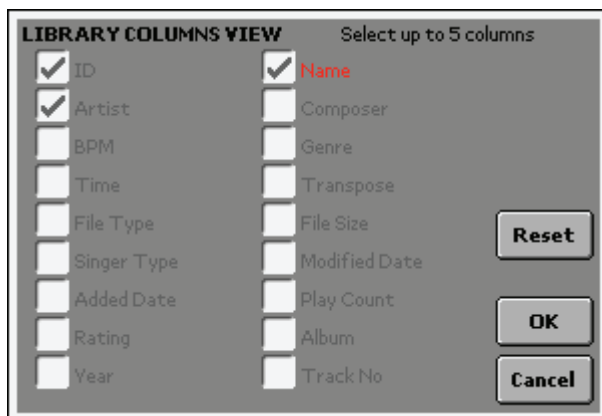 LIBRARY COLUMNS VIEW Select up to 5 columns
ID Name
Artist Composer
BPM Genre
Time Transpose
File Type File Size
Reset
Singer Type Modified Date
Added Date Play Count
OK
Rating Album
Year Track No
Cancel